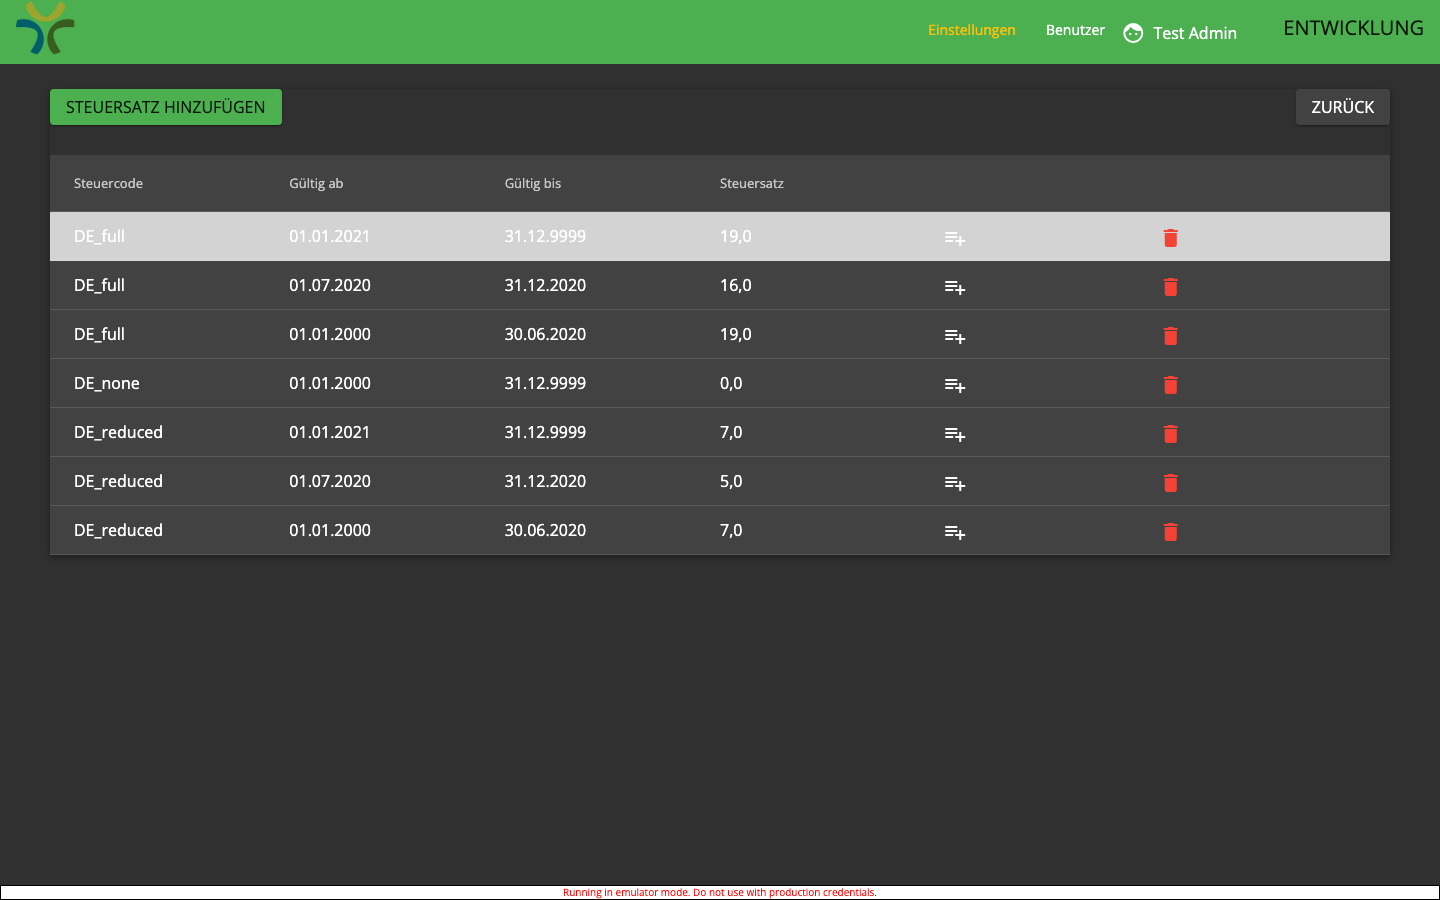 Einstellungen Benutzer Test Admin ENTWICKLUNG
STEUERSATZ HINZUFÜGEN ZURÜCK
Steuercode Gültig ab Gültig bis Steuersatz
DE_full 01.01.2021 31.12.9999 19,0
DE_full 01.07.2020 31.12.2020 16,0
DE_full 01.01.2000 30.06.2020 19,0
DE_none 01.01.2000 31.12.9999 0,0
DE_reduced 01.01.2021 31.12.9999 7,0
DE_reduced 01.07.2020 31.12.2020 5,0
DE_reduced 01.01.2000 30.06.2020 7,0
Running in emulator mode. Do not use with production credentials.